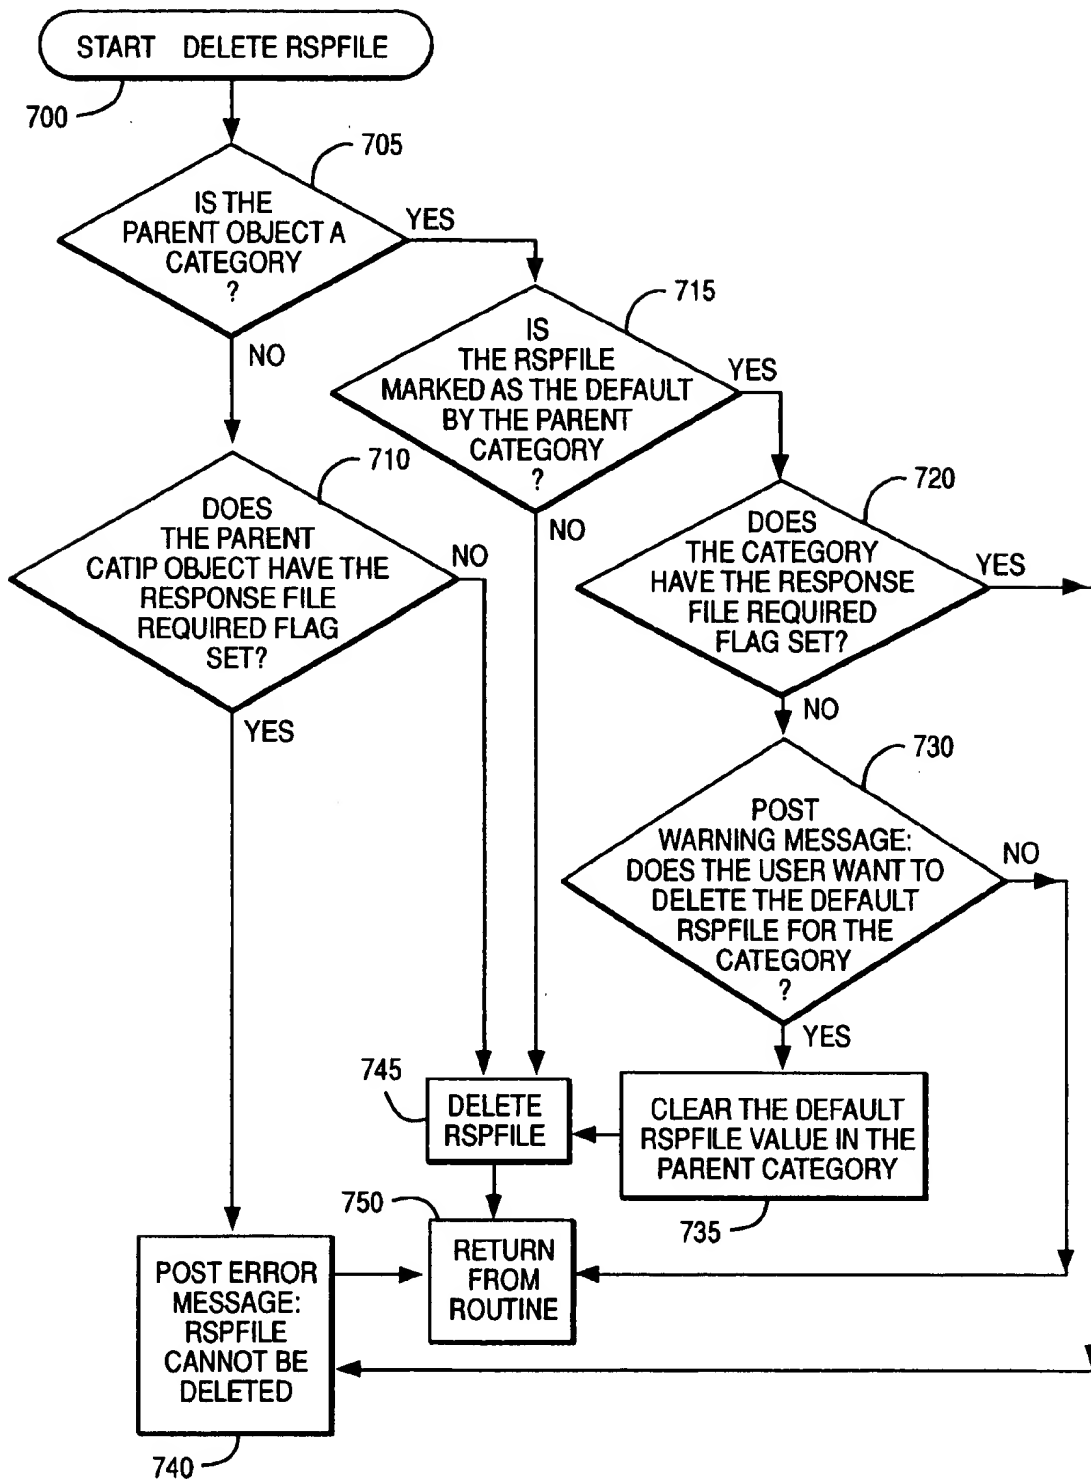 START DELETE RSPFILE
700
705
IS THE
PARENT OBJECT A
CATEGORY
?
YES
NO
715
IS
THE RSPFILE
MARKED AS THE DEFAULT
BY THE PARENT
CATEGORY
?
YES
NO
710
DOES
THE PARENT
CATIP OBJECT HAVE THE
RESPONSE FILE
REQUIRED FLAG
SET?
NO
YES
720
DOES
THE CATEGORY
HAVE THE RESPONSE
FILE REQUIRED
FLAG SET?
YES
NO
730
POST
WARNING MESSAGE:
DOES THE USER WANT TO
DELETE THE DEFAULT
RSPFILE FOR THE
CATEGORY
?
NO
YES
745
DELETE
RSPFILE
CLEAR THE DEFAULT
RSPFILE VALUE IN THE
PARENT CATEGORY
735
750
RETURN
FROM
ROUTINE
POST ERROR
MESSAGE:
RSPFILE
CANNOT BE
DELETED
740